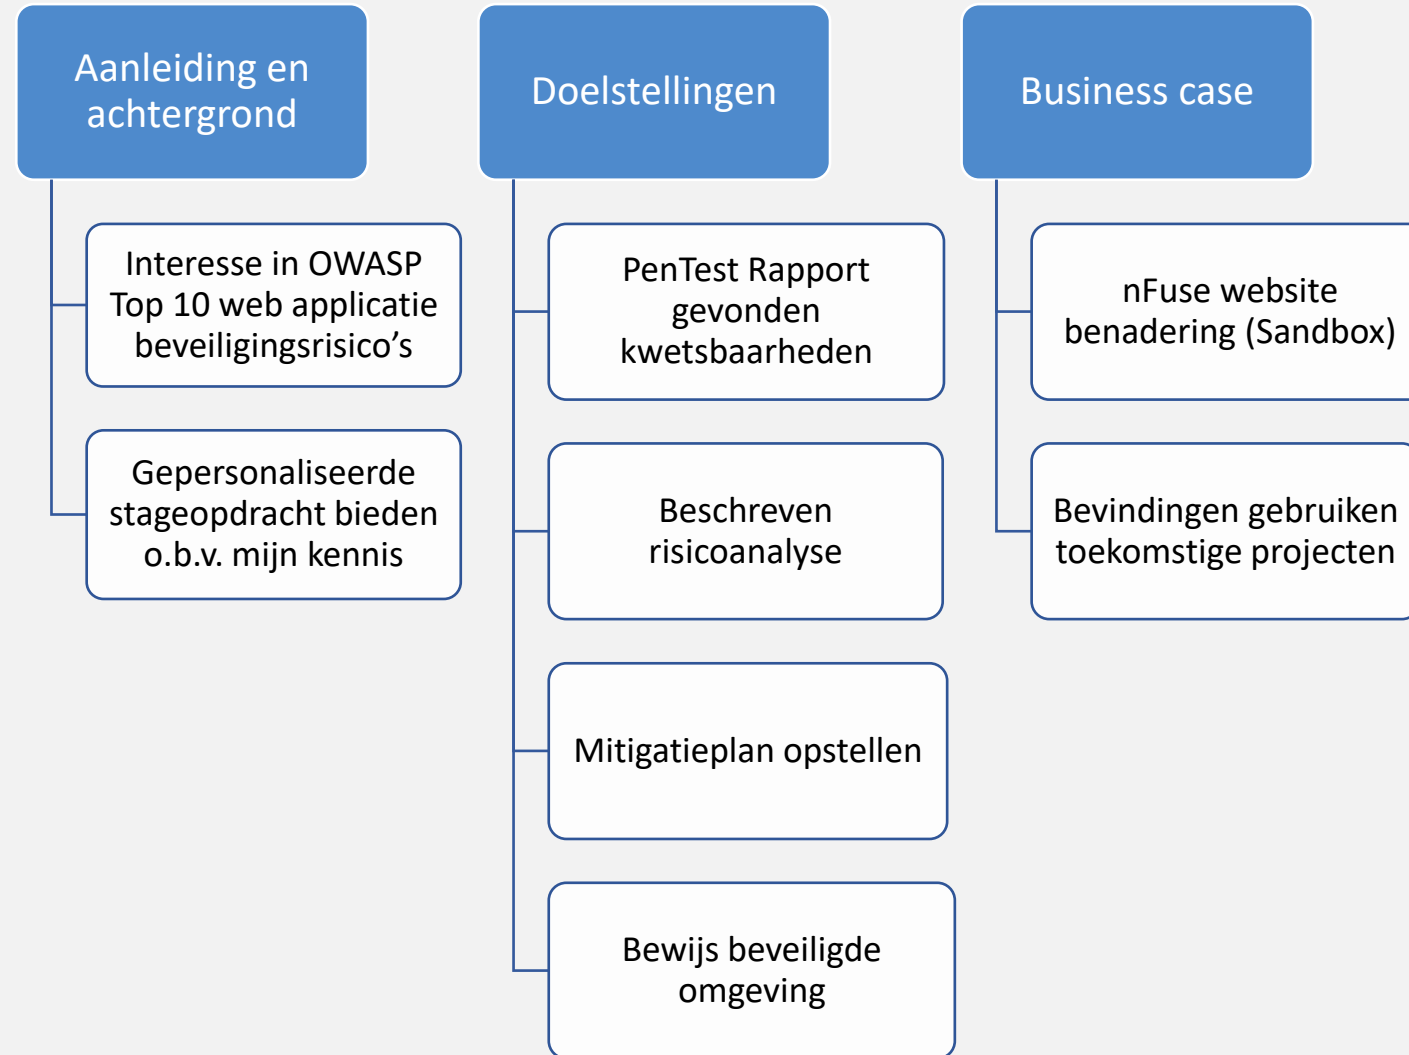 Aanleiding en
achtergrond
Interesse in OWASP
Top 10 web applicatie
beveiligingsrisico’s
Gepersonaliseerde
stageopdracht bieden
o.b.v. mijn kennis
Doelstellingen
PenTest Rapport
gevonden
kwetsbaarheden
Beschreven
risicoanalyse
Mitigatieplan opstellen
Bewijs beveiligde
omgeving
Business case
nFuse website
benadering (Sandbox)
Bevindingen gebruiken
toekomstige projecten